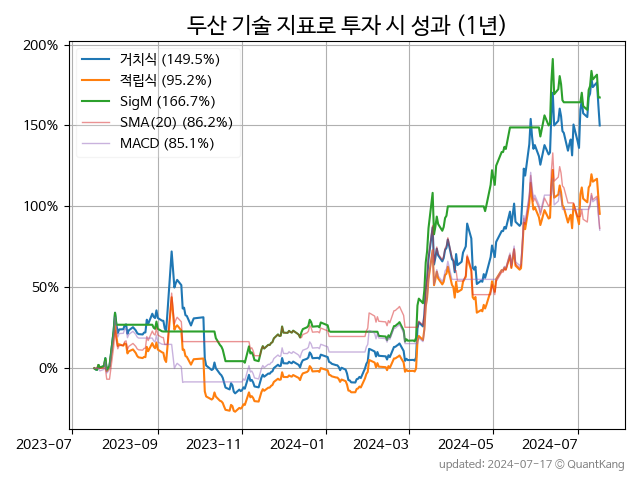 두산 기술 지표로 투자 시 성과 (1년)
200%
150%
100%
50%
0%
거치식 (149.5%)
적립식 (95.2%)
SigM (166.7%)
SMA(20) (86.2%)
MACD (85.1%)
2023-07 2023-09 2023-11 2024-01 2024-03 2024-05 2024-07
updated: 2024-07-17 © QuantKang